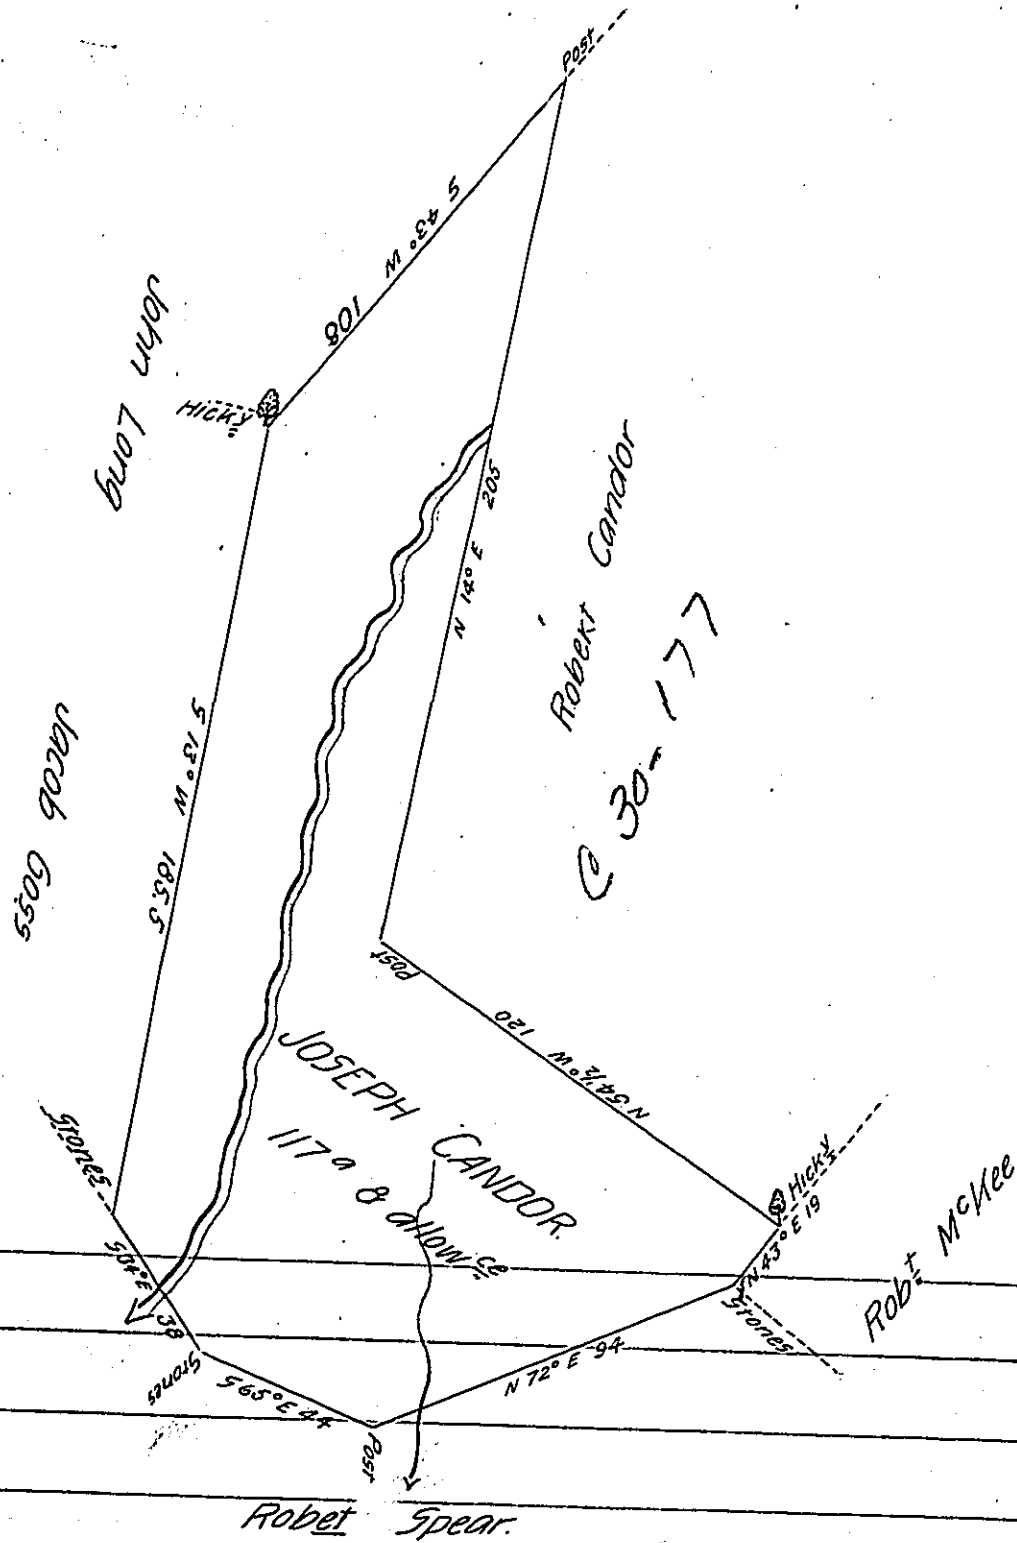 Post
S 43° W 108
John Long
Hicky
N 14° E 205
Robert Candor
C 30-177
S 13° W 185.5
Jacob Goss
Post
N 54½° W 120
JOSEPH CANDOR.
117a & allowce
Stones
S 34° E 38
Stones
S 65° E 44
Post
N 72° E 94
Stones
N 43° E 19
Hicky
Robt McKee
Robet Spear.